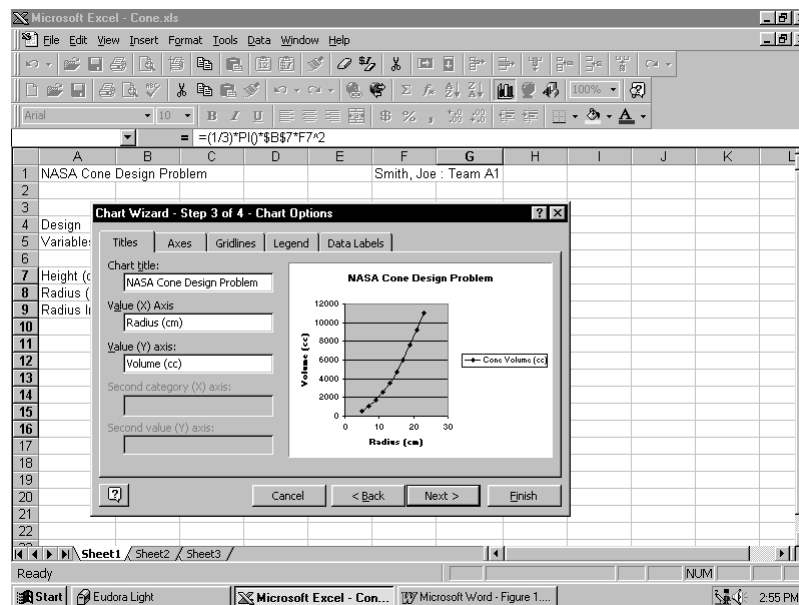 Microsoft Excel - Cone.xls
File Edit View Insert Format Tools Data Window Help
100%
Arial 10 B I U $ % ,
= =(1/3)*PI()*$B$7*F7^2
A B C D E F G H I J K L
1 NASA Cone Design Problem Smith, Joe : Team A1
2
3
4 Design
5 Variable
6
7 Height (c
8 Radius (
9 Radius I
10
11
12
13
14
15
16
17
18
19
20
21
22
Chart Wizard - Step 3 of 4 - Chart Options
Titles Axes Gridlines Legend Data Labels
Chart title:
NASA Cone Design Problem
Value (X) Axis
Radius (cm)
Value (Y) axis:
Volume (cc)
Second category (X) axis:
Second value (Y) axis:
NASA Cone Design Problem
Volume (cc)
12000
10000
8000
6000
4000
2000
0
0 10 20 30
Radius (cm)
Cone Volume (cc)
Cancel < Back Next > Finish
Sheet1 Sheet2 Sheet3
Ready NUM
Start Eudora Light Microsoft Excel - Con... Microsoft Word - Figure 1.... 2:55 PM